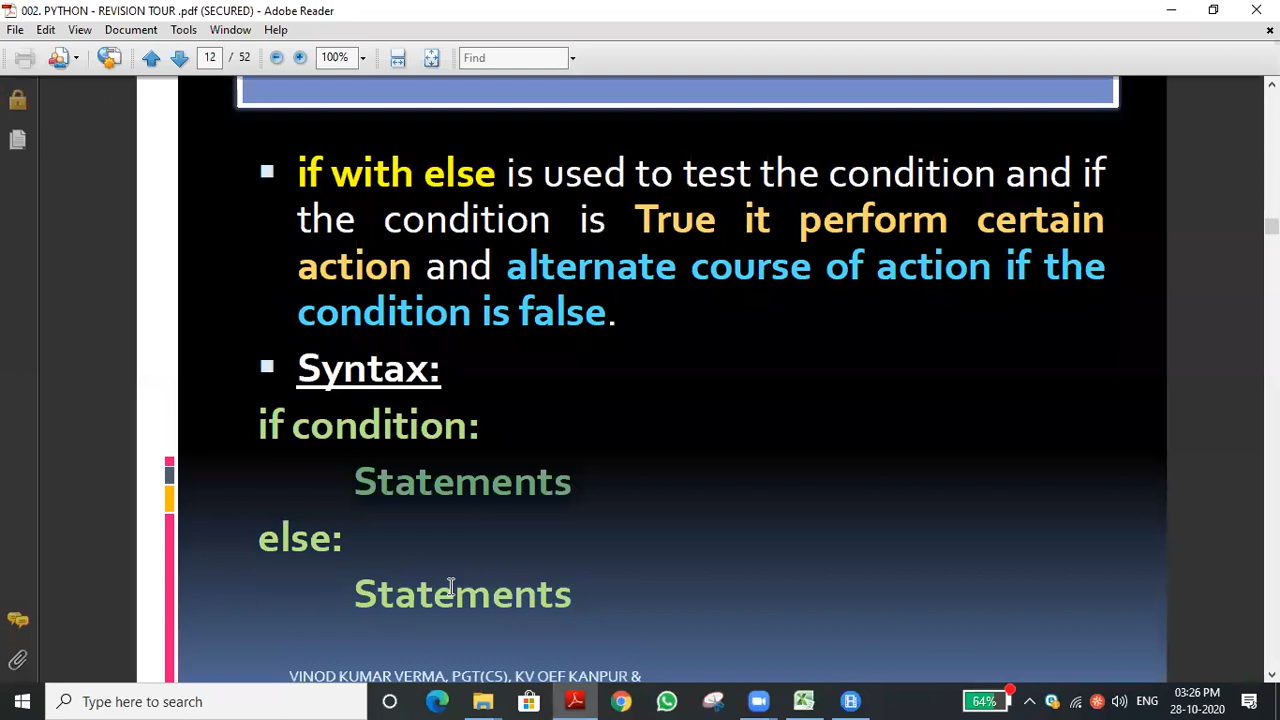 002. PYTHON - REVISION TOUR .pdf (SECURED) - Adobe Reader
File Edit View Document Tools Window Help
12 / 52 100% Find
if with else is used to test the condition and if
the condition is True it perform certain
action and alternate course of action if the
condition is false.
Syntax:
if condition:
Statements
else:
Statements
VINOD KUMAR VERMA, PGT(CS), KV OEF KANPUR &
Type here to search
64%
ENG
03:26 PM
28-10-2020